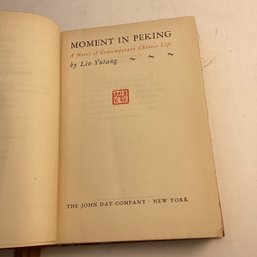 MOMENT IN PEKING
A Novel of Contemporary Chinese Life
by Lin Yutang ~ ~ ~
THE JOHN DAY COMPANY · NEW YORK